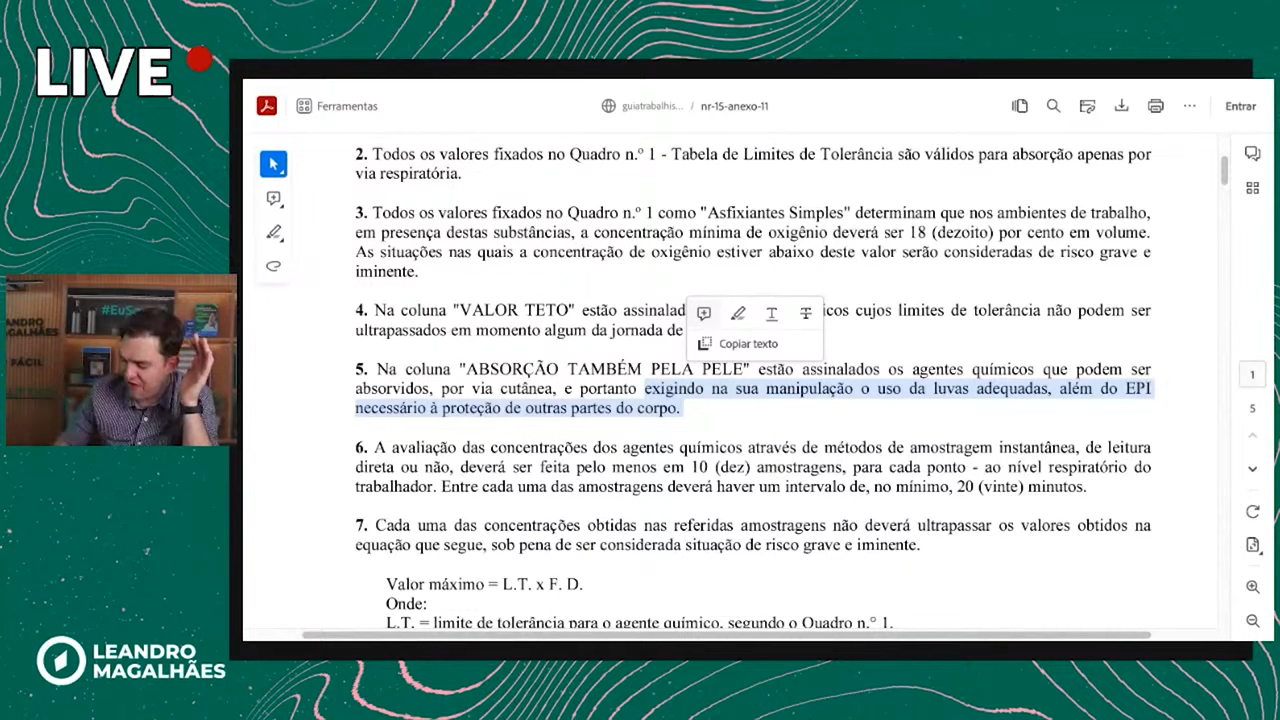 LIVE
Ferramentas
guiatrabalhis... / nr-15-anexo-11
Entrar
2. Todos os valores fixados no Quadro n.º 1 - Tabela de Limites de Tolerância são válidos para absorção apenas por
via respiratória.
3. Todos os valores fixados no Quadro n.º 1 como "Asfixiantes Simples" determinam que nos ambientes de trabalho,
em presença destas substâncias, a concentração mínima de oxigênio deverá ser 18 (dezoito) por cento em volume.
As situações nas quais a concentração de oxigênio estiver abaixo deste valor serão consideradas de risco grave e
iminente.
4. Na coluna "VALOR TETO" estão assinalad icos cujos limites de tolerância não podem ser
ultrapassados em momento algum da jornada de
Copiar texto
5. Na coluna "ABSORÇÃO TAMBÉM PELA PELE" estão assinalados os agentes químicos que podem ser
absorvidos, por via cutânea, e portanto exigindo na sua manipulação o uso da luvas adequadas, além do EPI
necessário à proteção de outras partes do corpo.
6. A avaliação das concentrações dos agentes químicos através de métodos de amostragem instantânea, de leitura
direta ou não, deverá ser feita pelo menos em 10 (dez) amostragens, para cada ponto - ao nível respiratório do
trabalhador. Entre cada uma das amostragens deverá haver um intervalo de, no mínimo, 20 (vinte) minutos.
7. Cada uma das concentrações obtidas nas referidas amostragens não deverá ultrapassar os valores obtidos na
equação que segue, sob pena de ser considerada situação de risco grave e iminente.
Valor máximo = L.T. x F. D.
Onde:
L.T. = limite de tolerância para o agente químico, segundo o Quadro n.° 1.
1
5
FÁCIL
LEANDRO
MAGALHÃES